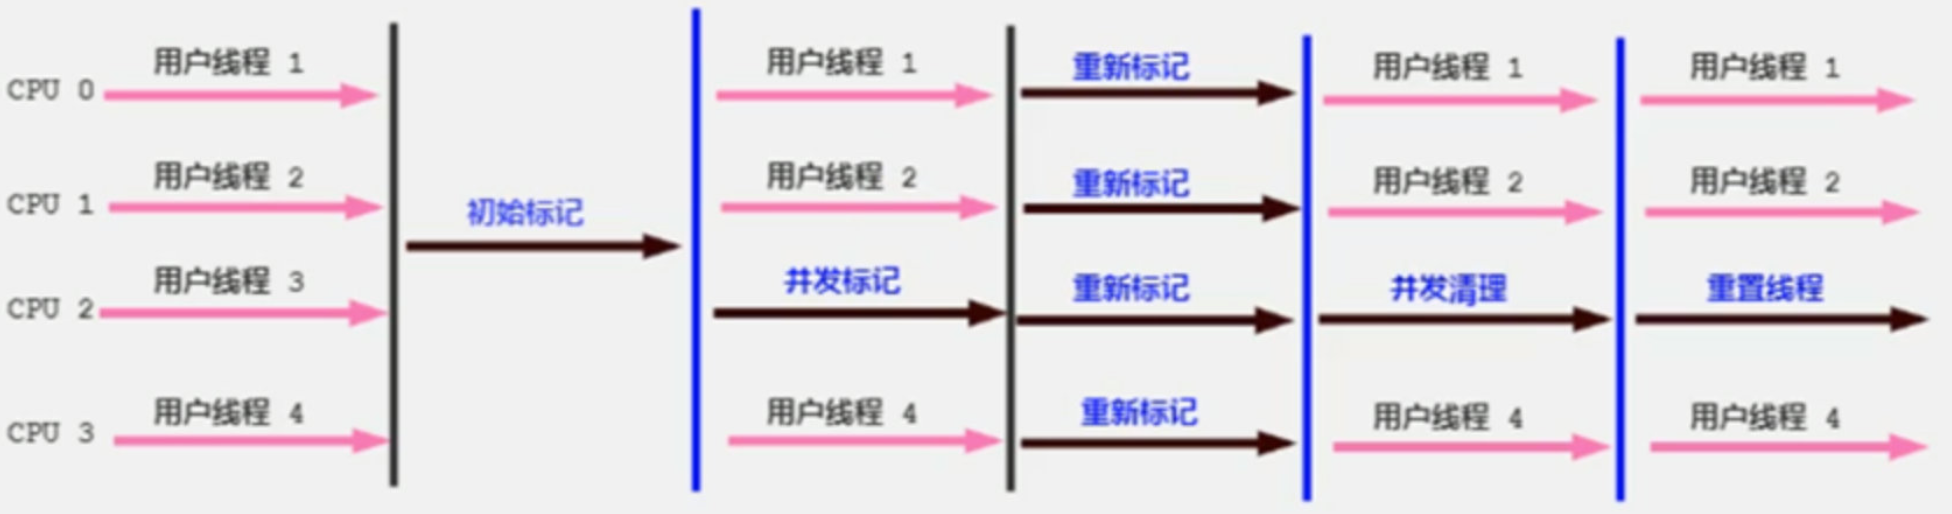 CPU 0
用户线程 1
用户线程 1
重新标记
用户线程 1
用户线程 1
CPU 1
用户线程 2
初始标记
用户线程 2
重新标记
用户线程 2
用户线程 2
CPU 2
用户线程 3
并发标记
重新标记
并发清理
重置线程
CPU 3
用户线程 4
用户线程 4
重新标记
用户线程 4
用户线程 4